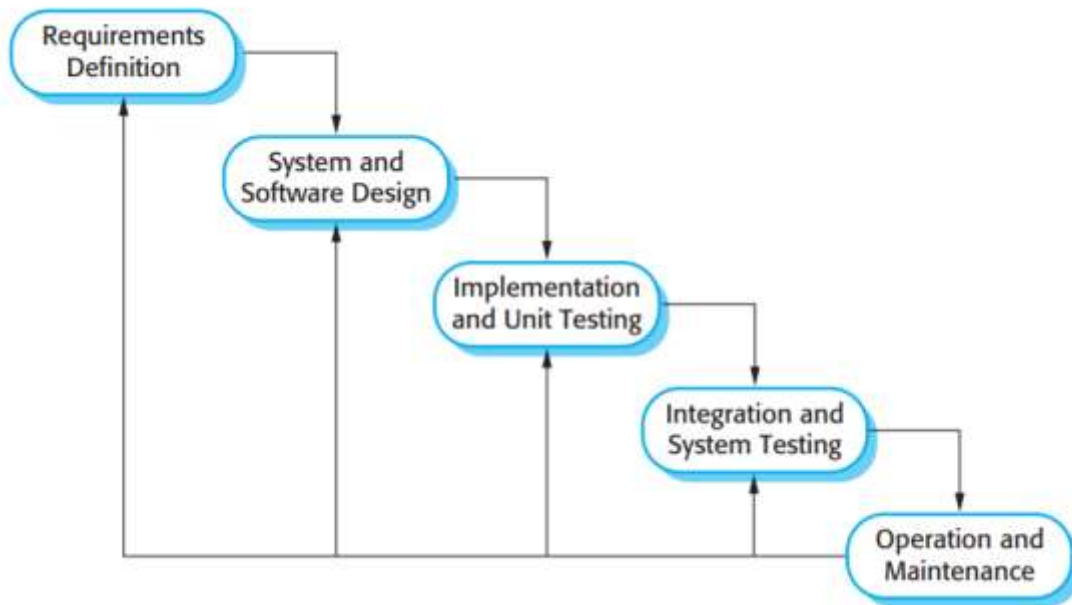 Requirements
Definition
System and
Software Design
Implementation
and Unit Testing
Integration and
System Testing
Operation and
Maintenance